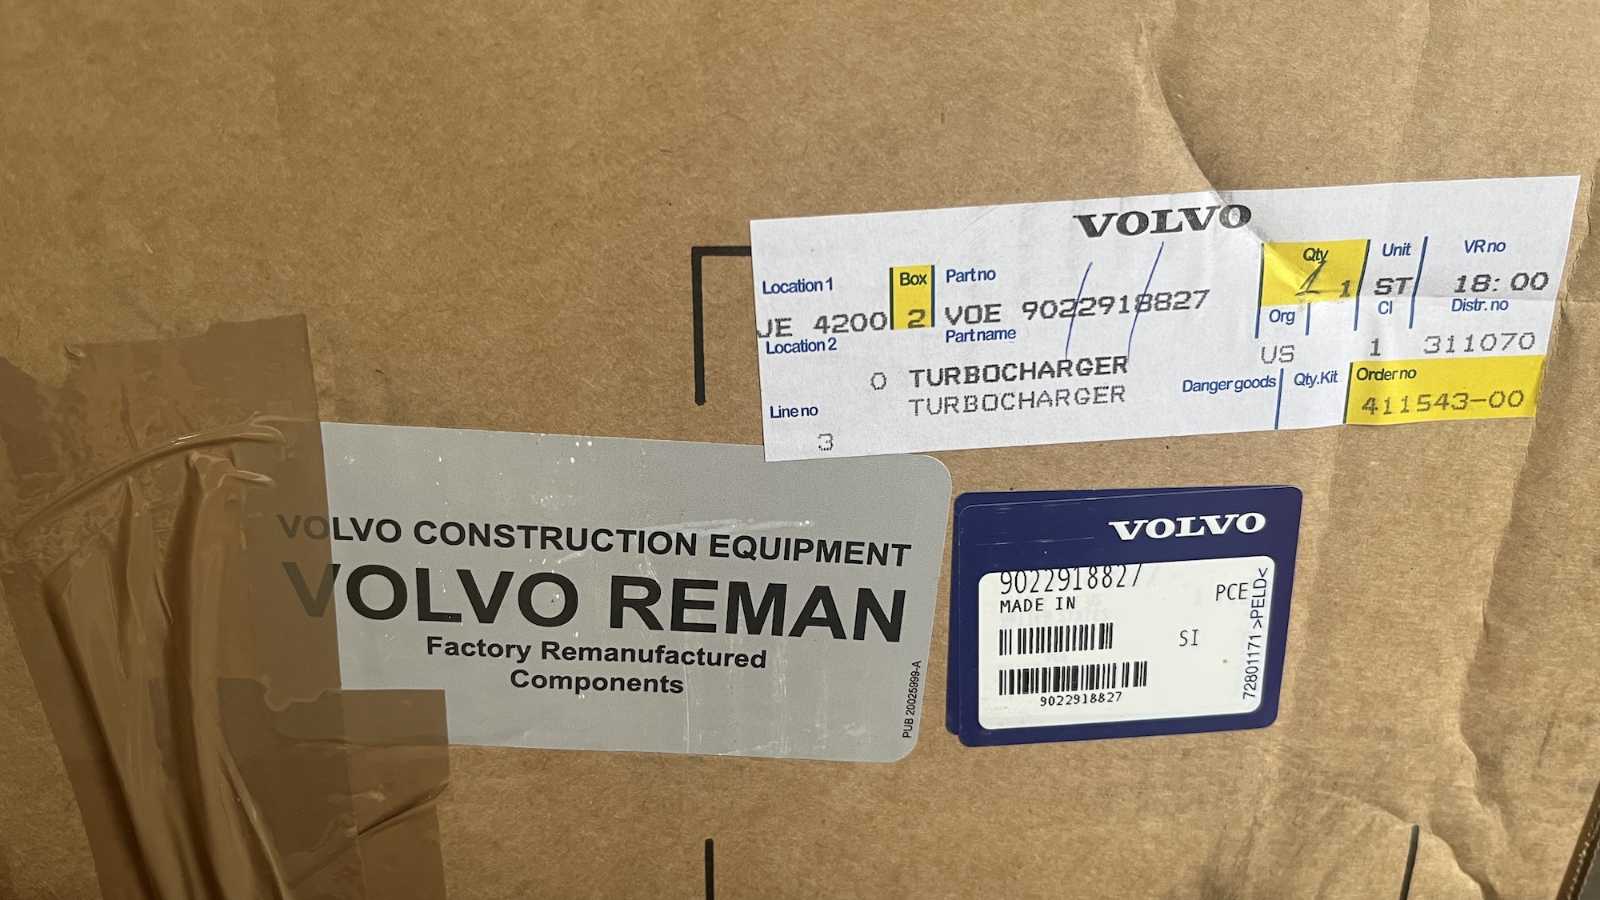 VOLVO
Location 1 Box Part no Qty Unit VR no
JE 4200 2 VOE 9022918827 1 1 ST 18:00
Location 2 Part name Org Cl Distr. no
0 TURBOCHARGER US 1 311070
TURBOCHARGER Danger goods Qty.Kit Order no
Line no 411543-00
3
VOLVO CONSTRUCTION EQUIPMENT
VOLVO REMAN
Factory Remanufactured
Components
PUB 20025999-A
VOLVO
9022918827 PCE
MADE IN
SI
9022918827
72801171 >PELD<